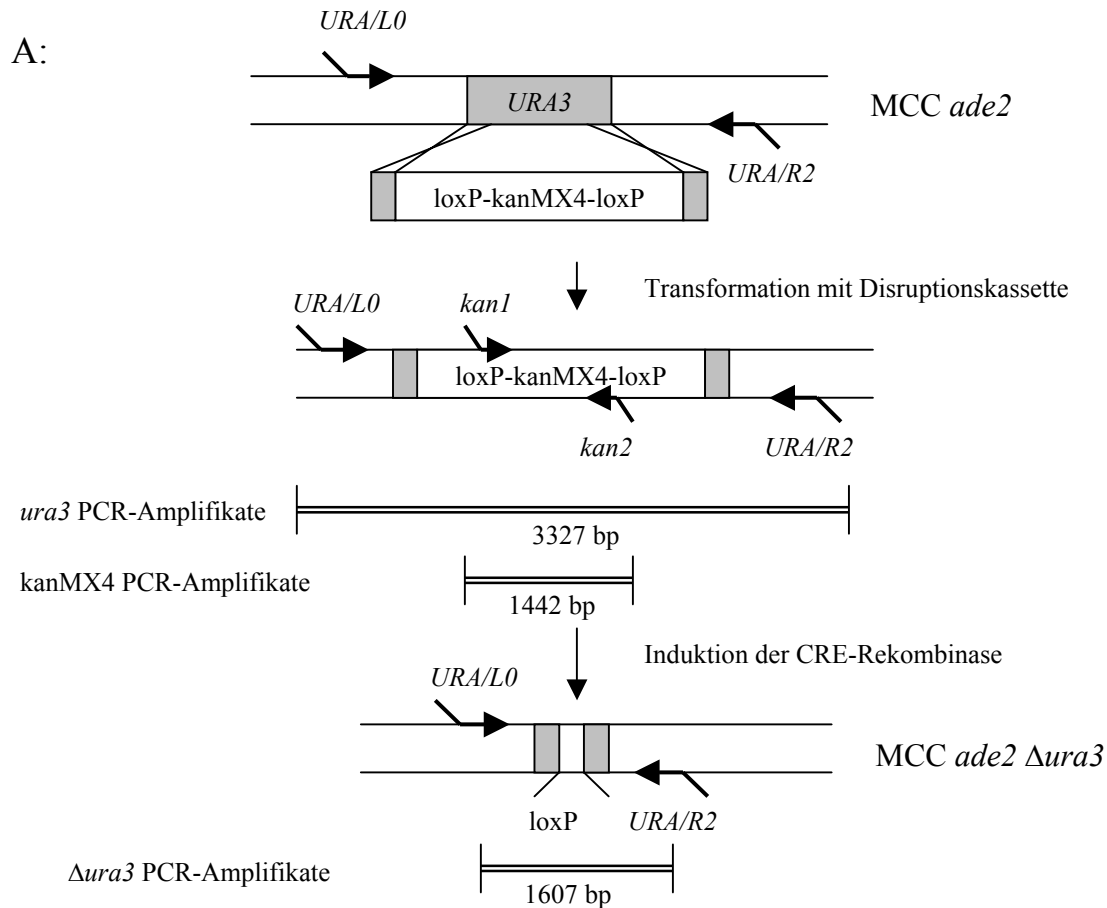 A:
URA/L0
URA3
MCC ade2
URA/R2
loxP-kanMX4-loxP
Transformation mit Disruptionskassette
URA/L0
kan1
loxP-kanMX4-loxP
kan2
URA/R2
ura3 PCR-Amplifikate
3327 bp
kanMX4 PCR-Amplifikate
1442 bp
Induktion der CRE-Rekombinase
URA/L0
MCC ade2 Δura3
loxP
URA/R2
Δura3 PCR-Amplifikate
1607 bp